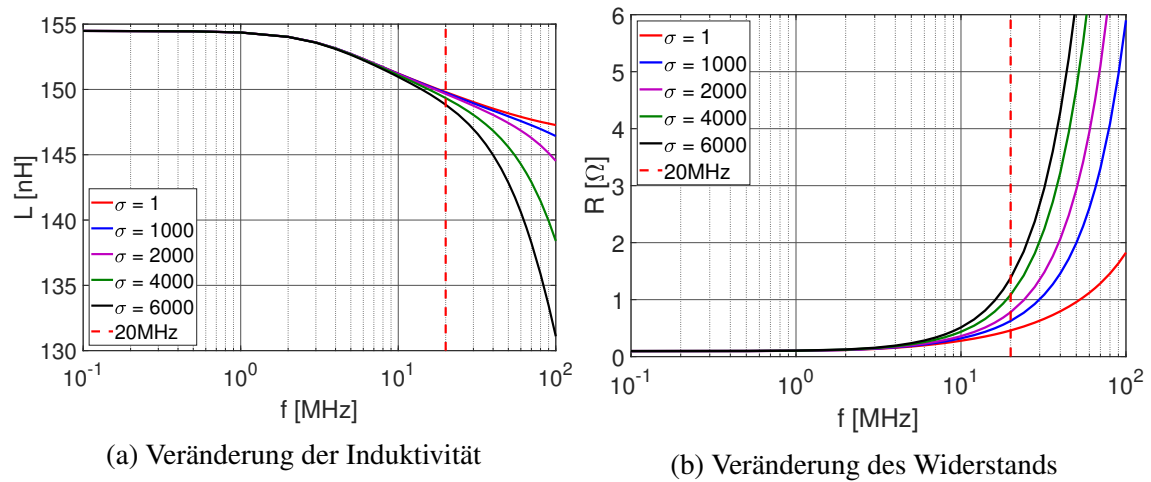 155
150
145
140
135
130
L [nH]
σ = 1
σ = 1000
σ = 2000
σ = 4000
σ = 6000
20MHz
10-1
100
101
102
f [MHz]
(a) Veränderung der Induktivität
6
5
4
3
2
1
0
R [Ω]
σ = 1
σ = 1000
σ = 2000
σ = 4000
σ = 6000
20MHz
10-1
100
101
102
f [MHz]
(b) Veränderung des Widerstands